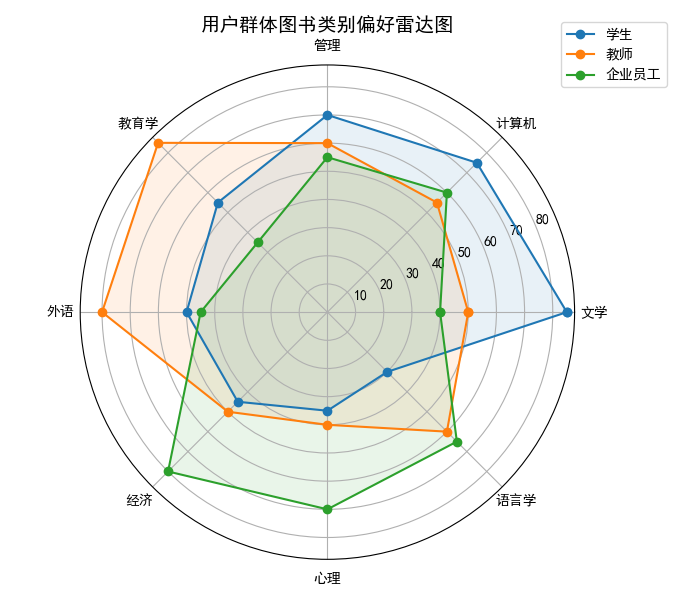 用户群体图书类别偏好雷达图
学生
教师
企业员工
管理
教育学
计算机
外语
文学
经济
语言学
心理
10
20
30
40
50
60
70
80